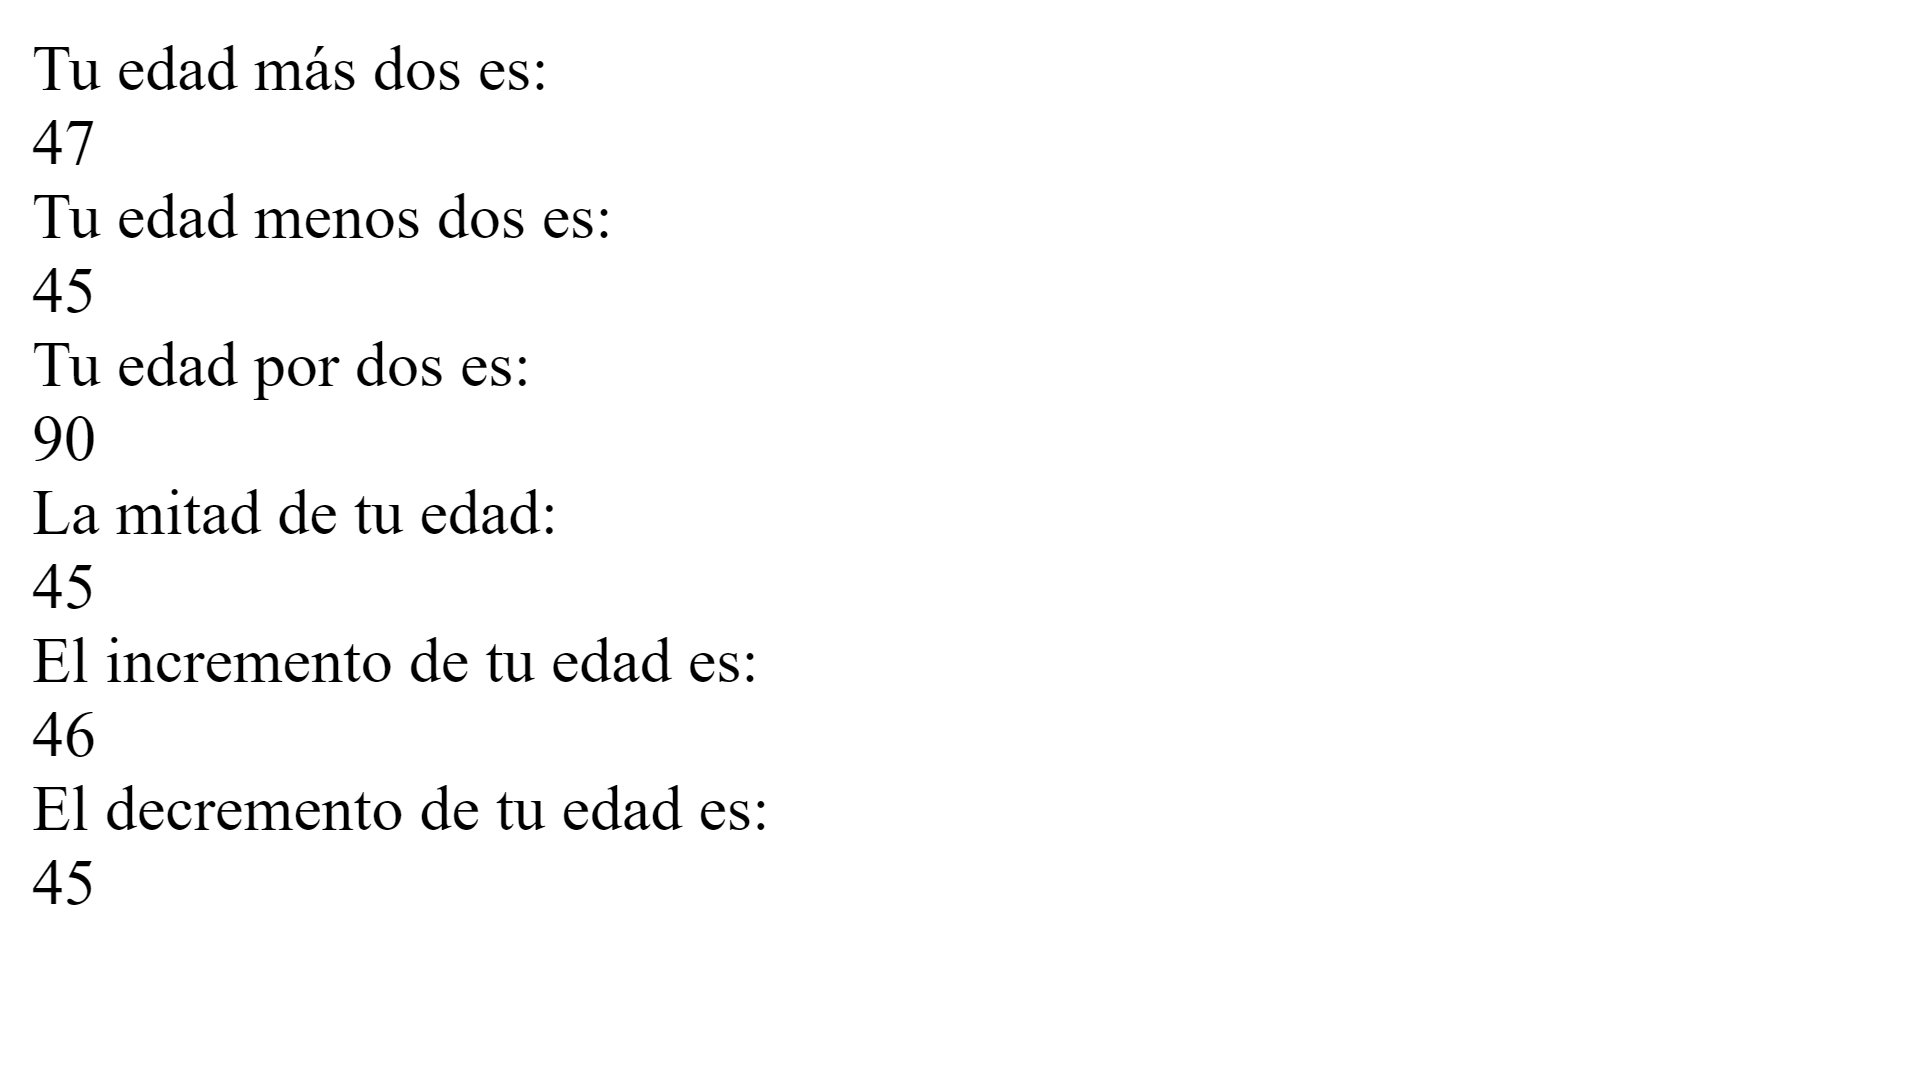 Tu edad más dos es:
47
Tu edad menos dos es:
45
Tu edad por dos es:
90
La mitad de tu edad:
45
El incremento de tu edad es:
46
El decremento de tu edad es:
45